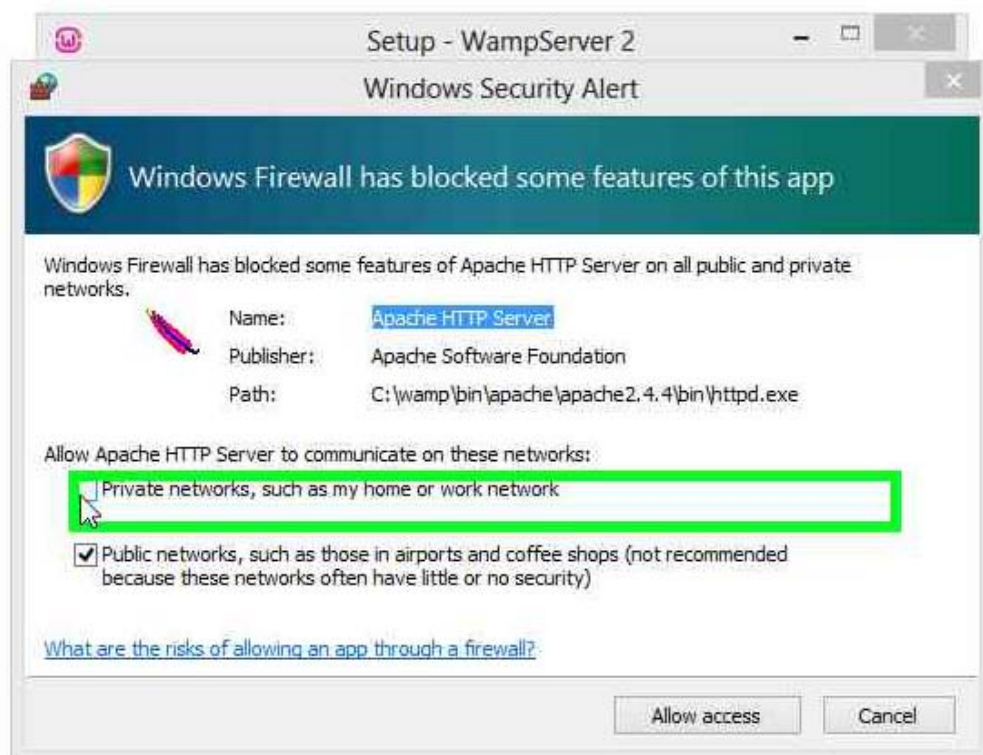 Setup - WampServer 2
Windows Security Alert
Windows Firewall has blocked some features of this app
Windows Firewall has blocked some features of Apache HTTP Server on all public and private
networks.
Name: Apache HTTP Server
Publisher: Apache Software Foundation
Path: C:\wamp\bin\apache\apache2.4.4\bin\httpd.exe
Allow Apache HTTP Server to communicate on these networks:
Private networks, such as my home or work network
Public networks, such as those in airports and coffee shops (not recommended
because these networks often have little or no security)
What are the risks of allowing an app through a firewall?
Allow access Cancel